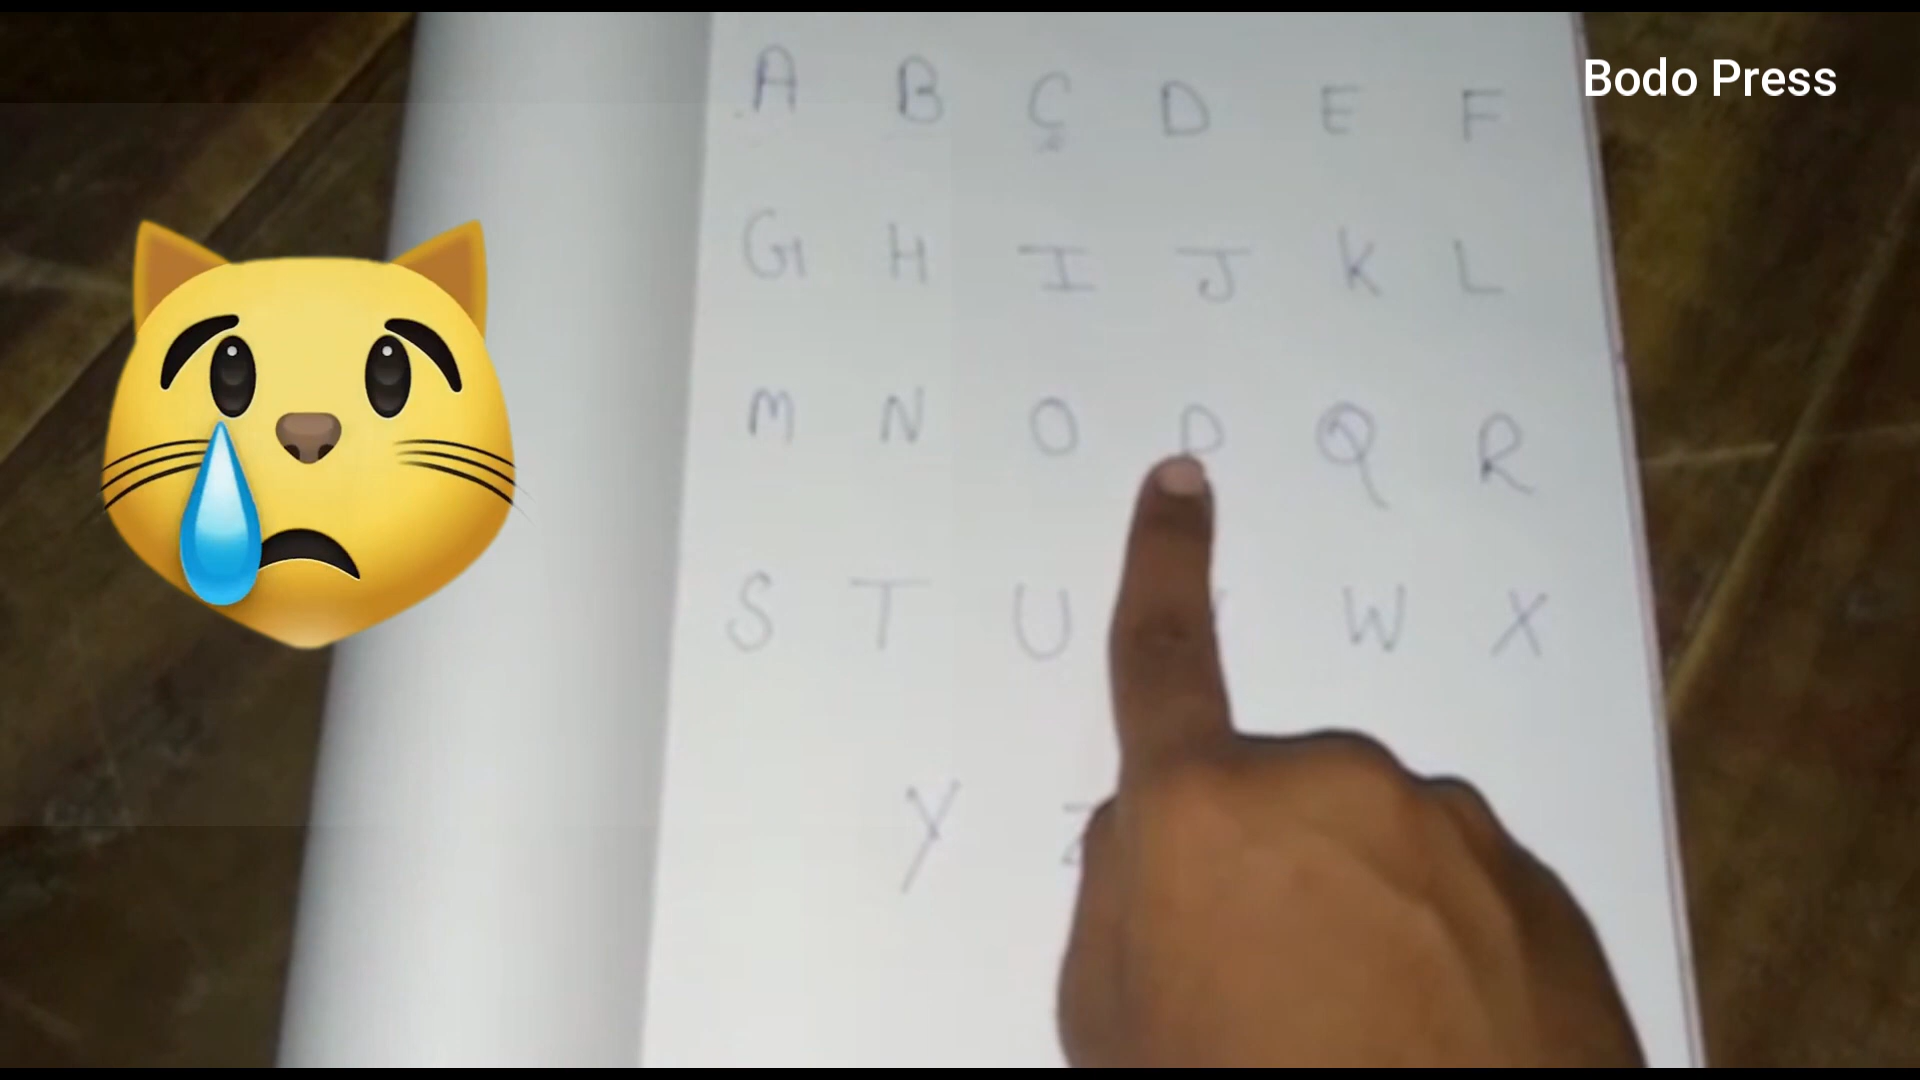 Bodo Press
A B C D E F
G H I J K L
M N O P Q R
S T U W X
Y Z